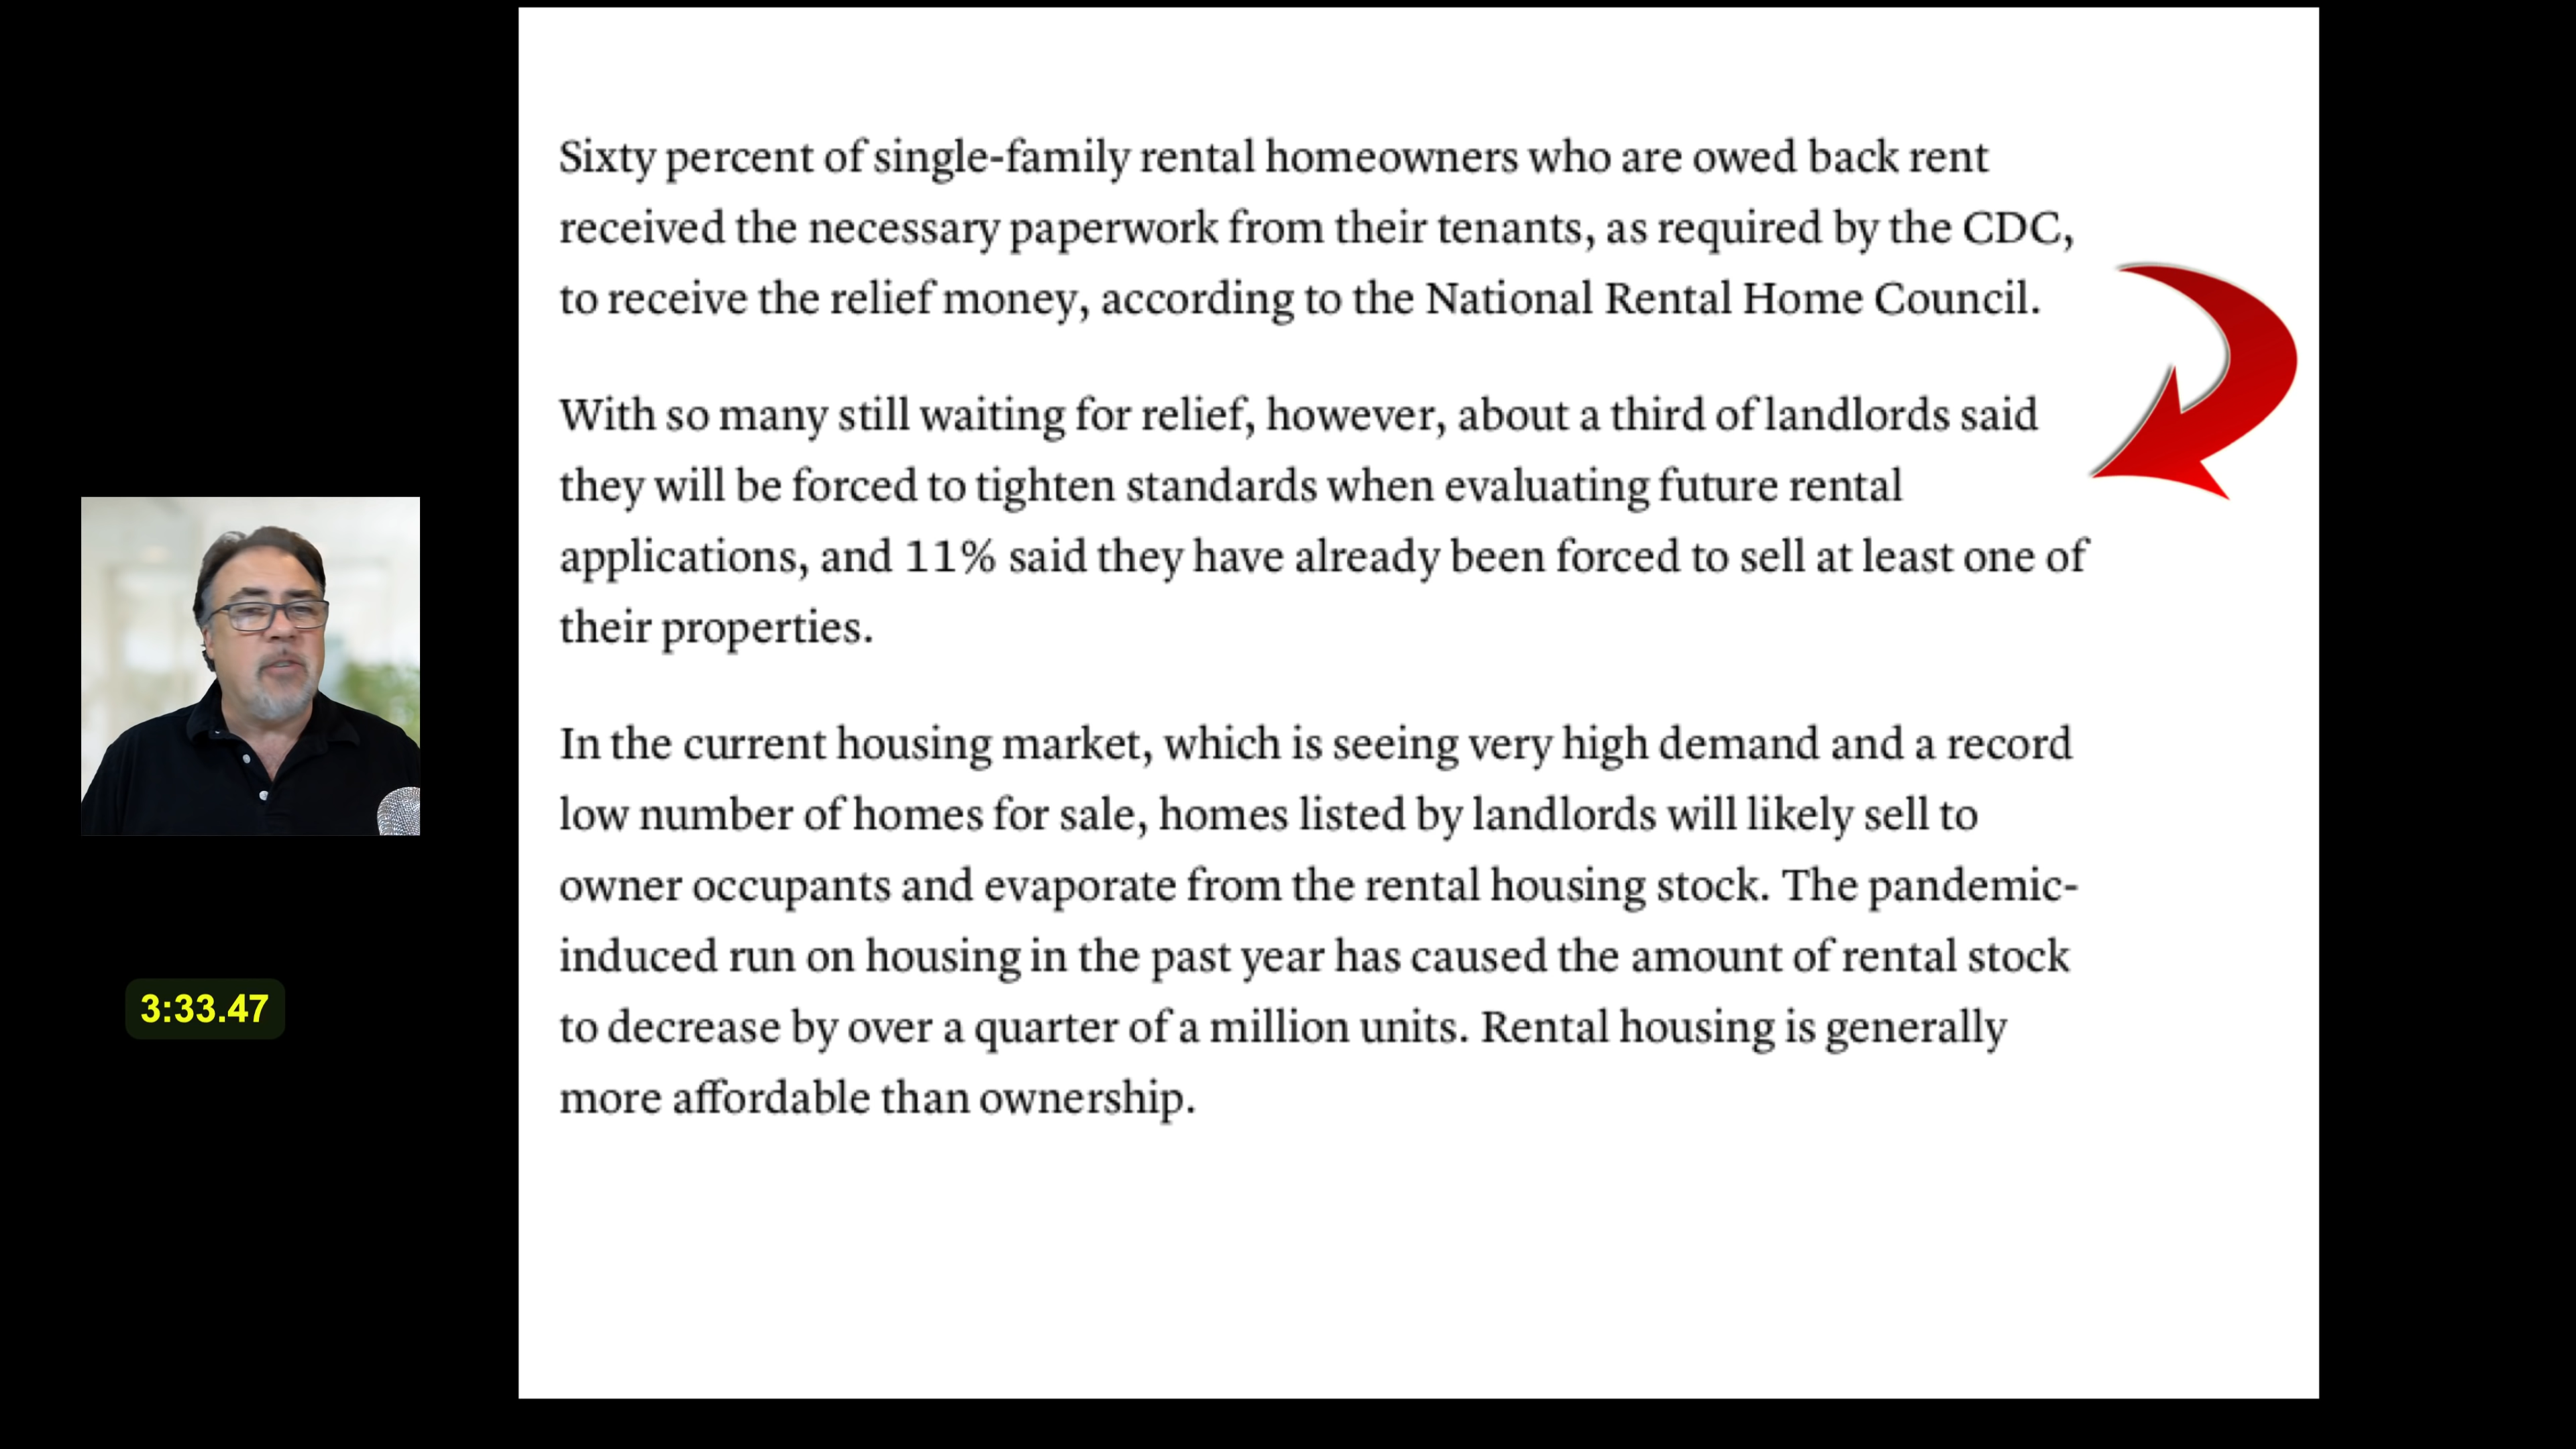 Sixty percent of single-family rental homeowners who are owed back rent
received the necessary paperwork from their tenants, as required by the CDC,
to receive the relief money, according to the National Rental Home Council.
With so many still waiting for relief, however, about a third of landlords said
they will be forced to tighten standards when evaluating future rental
applications, and 11% said they have already been forced to sell at least one of
their properties.
In the current housing market, which is seeing very high demand and a record
low number of homes for sale, homes listed by landlords will likely sell to
owner occupants and evaporate from the rental housing stock. The pandemic-
induced run on housing in the past year has caused the amount of rental stock
to decrease by over a quarter of a million units. Rental housing is generally
more affordable than ownership.
3:33.47